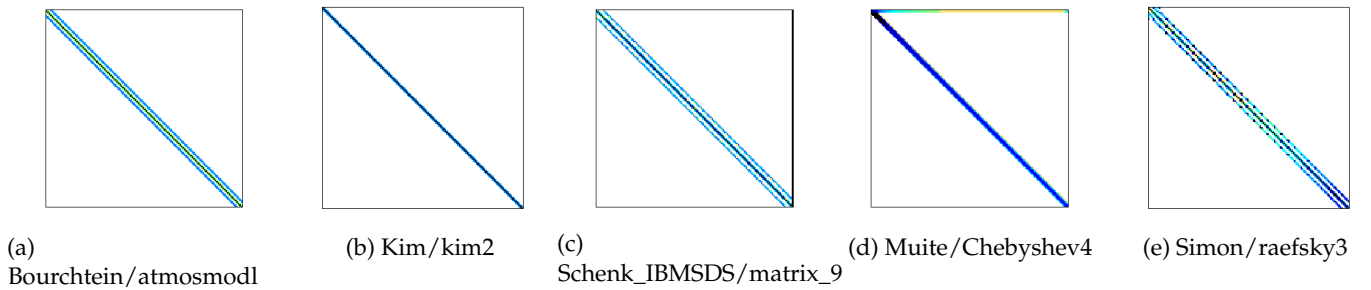 (a)
Bourchtein/atmosmodl
(b) Kim/kim2
(c)
Schenk_IBMSDS/matrix_9
(d) Muite/Chebyshev4
(e) Simon/raefsky3